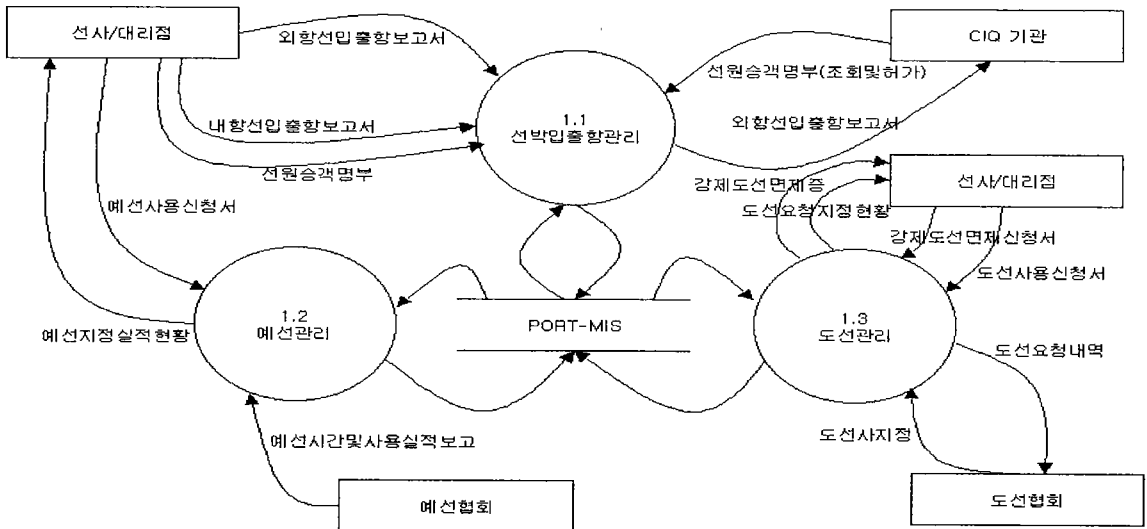 선사/대리점
외항선입출항보고서
CIQ 기관
선원승객명부(조회및허가)
1.1
선박입출항관리
내항선입출항보고서
외항선입출항보고서
선원승객명부
강제도선면제증
선사/대리점
예선사용신청서
도선요청지정현황
강제도선면제신청서
도선사용신청서
1.2
예선관리
예선지정실적현황
PORT-MIS
1.3
도선관리
도선요청내역
도선사지정
예선시간및사용실적보고
예선협회
도선협회